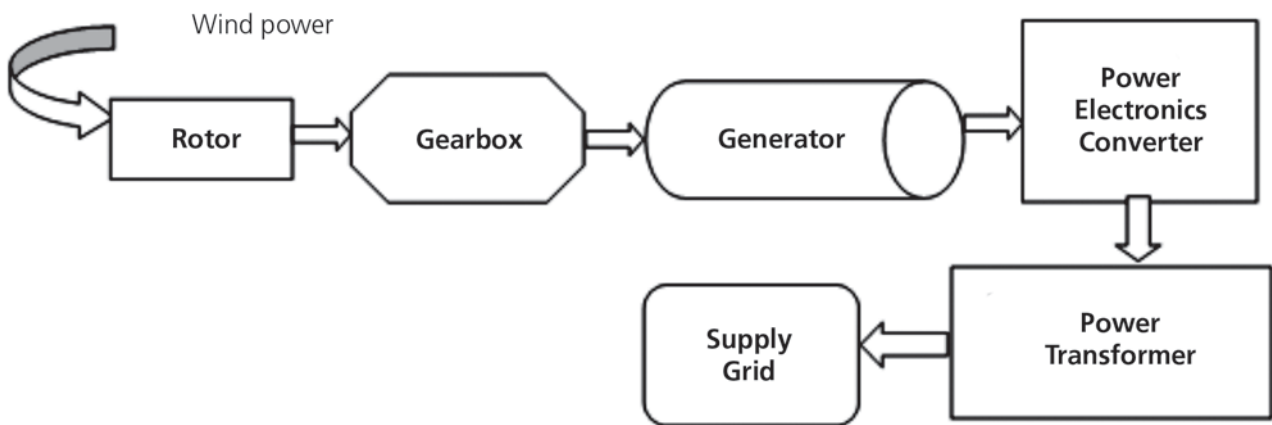 Wind power
Rotor
Gearbox
Generator
Power
Electronics
Converter
Power
Transformer
Supply
Grid